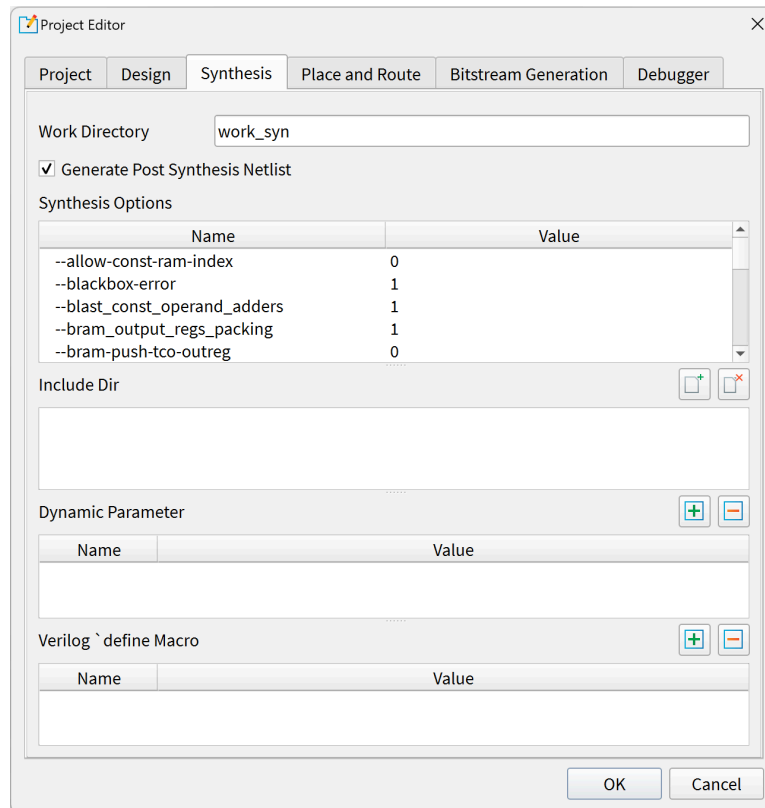 Project Editor
Project Design Synthesis Place and Route Bitstream Generation Debugger
Work Directory work_syn
Generate Post Synthesis Netlist
Synthesis Options
Name Value
--allow-const-ram-index 0
--blackbox-error 1
--blast_const_operand_adders 1
--bram_output_regs_packing 1
--bram-push-tco-outreg 0
Include Dir
Dynamic Parameter
Name Value
Verilog `define Macro
Name Value
OK Cancel